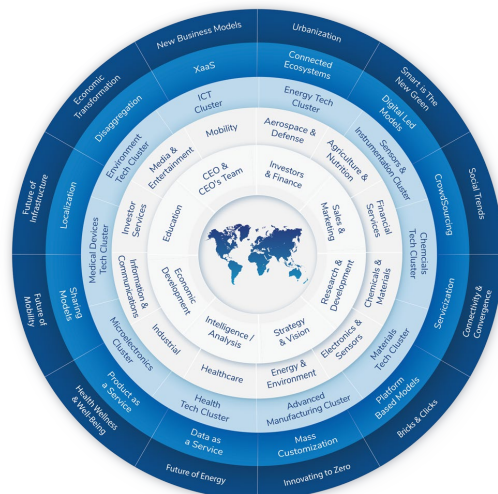 New Business Models
Urbanization
Smart is The
New Green
Social Trends
Connectivity &
Convergence
Bricks & Clicks
Innovating to Zero
Future of Energy
Health Wellness
& Well-Being
Future of
Mobility
Future of
Infrastructure
Economic
Transformation
XaaS
Connected
Ecosystems
Digital Led
Models
CrowdSourcing
Servicization
Platform
Based Models
Mass
Customization
Data as
a Service
Product as
a Service
Sharing
Models
Localization
Disaggregation
ICT
Cluster
Energy Tech
Cluster
Sensors &
Instrumentation Cluster
Chemicals
Tech Cluster
Materials
Tech Cluster
Advanced
Manufacturing Cluster
Health
Tech Cluster
Microelectronics
Cluster
Medical Devices
Tech Cluster
Environment
Tech Cluster
Mobility
Aerospace &
Defense
Agriculture &
Nutrition
Financial
Services
Chemicals &
Materials
Electronics &
Sensors
Energy &
Environment
Healthcare
Industrial
Information &
Communications
Investor
Services
Media &
Entertainment
CEO &
CEO's Team
Investors
& Finance
Sales &
Marketing
Research &
Development
Strategy
& Vision
Intelligence /
Analysis
Economic
Development
Education